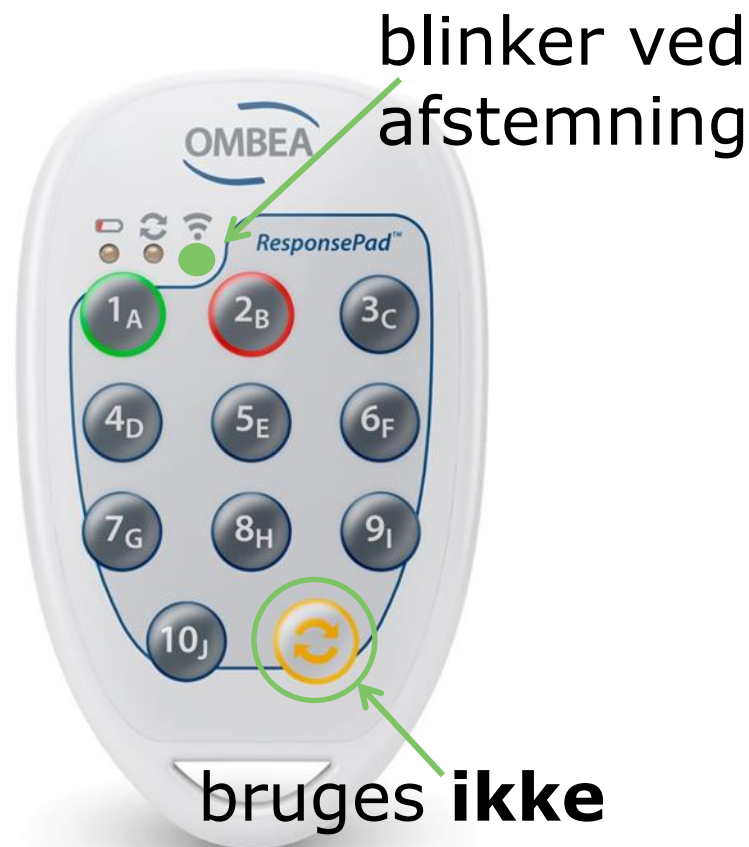 blinker ved
afstemning
OMBEA
ResponsePad™
1A 2B 3C
4D 5E 6F
7G 8H 9I
10J
bruges ikke